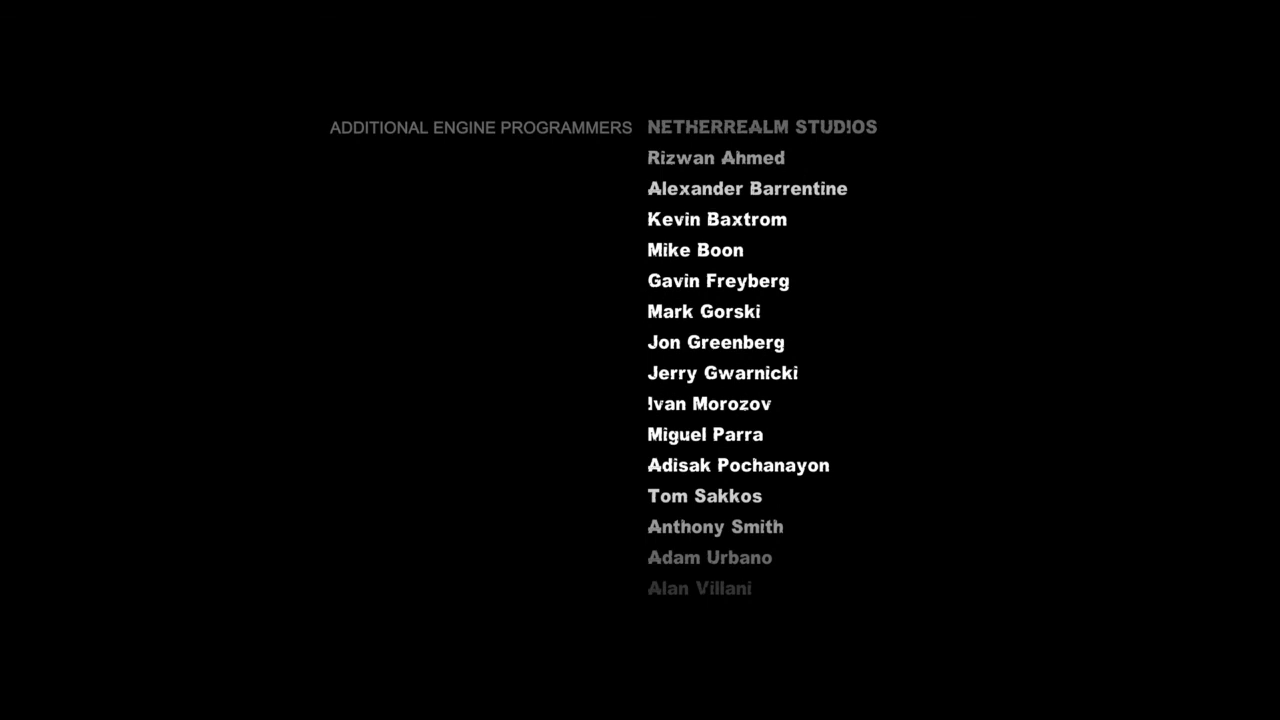 ADDITIONAL ENGINE PROGRAMMERS NETHERREALM STUDIOS
Rizwan Ahmed
Alexander Barrentine
Kevin Baxtrom
Mike Boon
Gavin Freyberg
Mark Gorski
Jon Greenberg
Jerry Gwarnicki
Ivan Morozov
Miguel Parra
Adisak Pochanayon
Tom Sakkos
Anthony Smith
Adam Urbano
Alan Villani